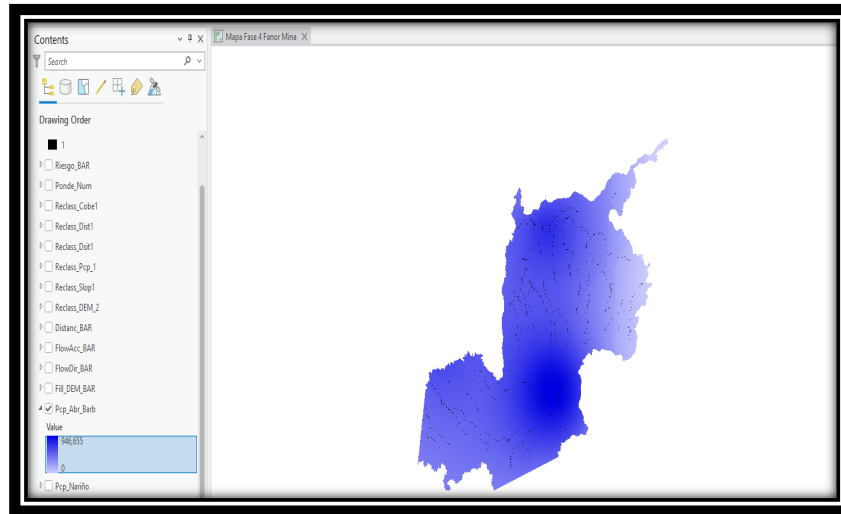 Contents
Mapa Fase 4 Fanor Mina
Search
Drawing Order
1
Riesgo_BAR
Ponde_Num
Reclass_Cobe1
Reclass_Dist1
Reclass_Dsit1
Reclass_Pcp_1
Reclass_Slop1
Reclass_DEM_2
Distanc_BAR
FlowAcc_BAR
FlowDir_BAR
Fill_DEM_BAR
Pcp_Abr_Barb
Value
946,655
0
Pcp_Nariño